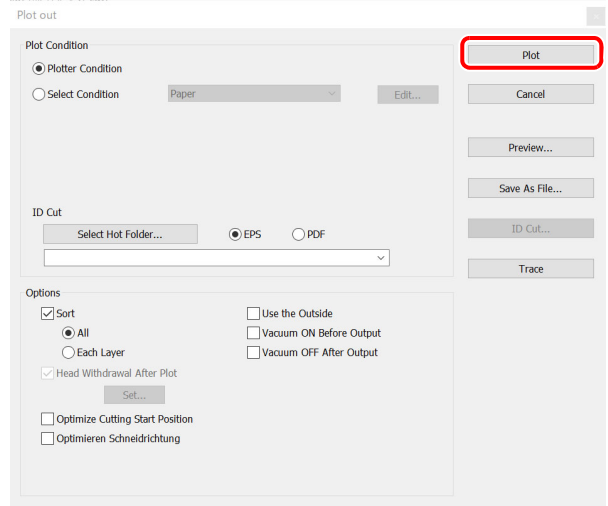 Plot out
Plot Condition
Plotter Condition
Select Condition
Paper
Edit...
ID Cut
Select Hot Folder...
EPS
PDF
Plot
Cancel
Preview...
Save As File...
ID Cut...
Trace
Options
Sort
All
Each Layer
Head Withdrawal After Plot
Set...
Optimize Cutting Start Position
Optimieren Schneidrichtung
Use the Outside
Vacuum ON Before Output
Vacuum OFF After Output